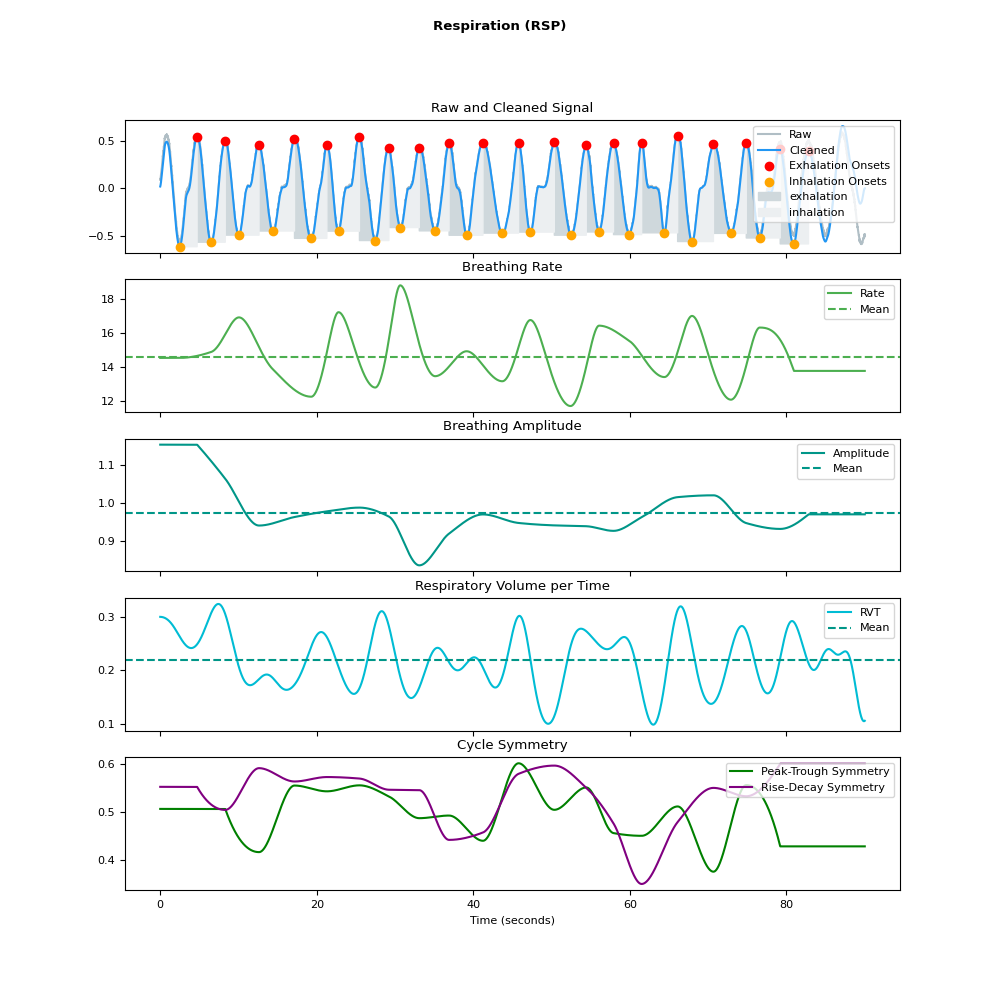 Respiration (RSP)
Raw and Cleaned Signal
0.5
0.0
−0.5
Raw
Cleaned
Exhalation Onsets
Inhalation Onsets
exhalation
inhalation
Breathing Rate
18
16
14
12
Rate
Mean
Breathing Amplitude
1.1
1.0
0.9
Amplitude
Mean
Respiratory Volume per Time
0.3
0.2
0.1
RVT
Mean
Cycle Symmetry
0.6
0.5
0.4
Peak-Trough Symmetry
Rise-Decay Symmetry
0 20 40 60 80
Time (seconds)